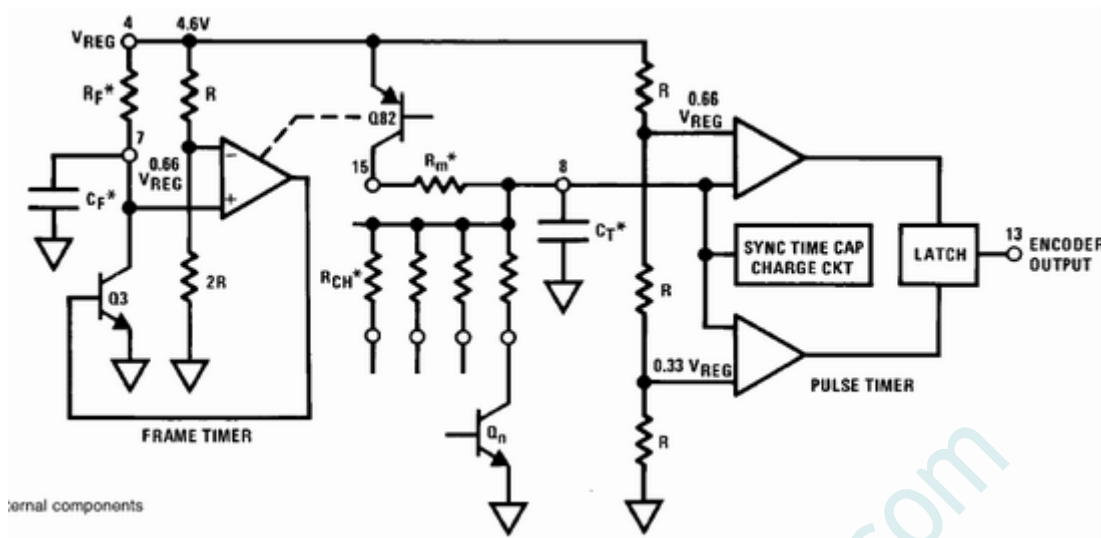 4
4.6V
VREG
RF*
R
7
0.66
VREG
CF*
−
+
Q3
2R
FRAME TIMER
Q82
15
Rm*
8
RCH*
CT*
Qn
R
0.66
VREG
R
0.33 VREG
R
SYNC TIME CAP
CHARGE CKT
LATCH
13 ENCODER
OUTPUT
PULSE TIMER
ternal components
com